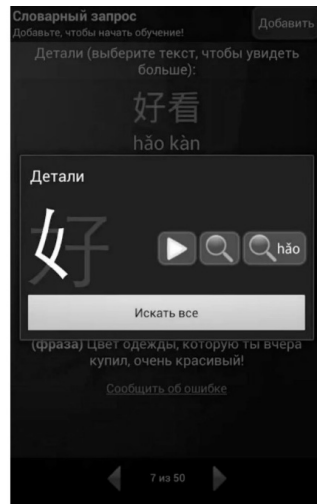 Словарный запрос
Добавьте, чтобы начать обучение!
Добавить
Детали (выберите текст, чтобы увидеть
больше):
好看
hǎo kàn
Детали
好
hǎo
Искать все
(фраза) Цвет одежды, которую ты вчера
купил, очень красивый!
Сообщить об ошибке
7 из 50